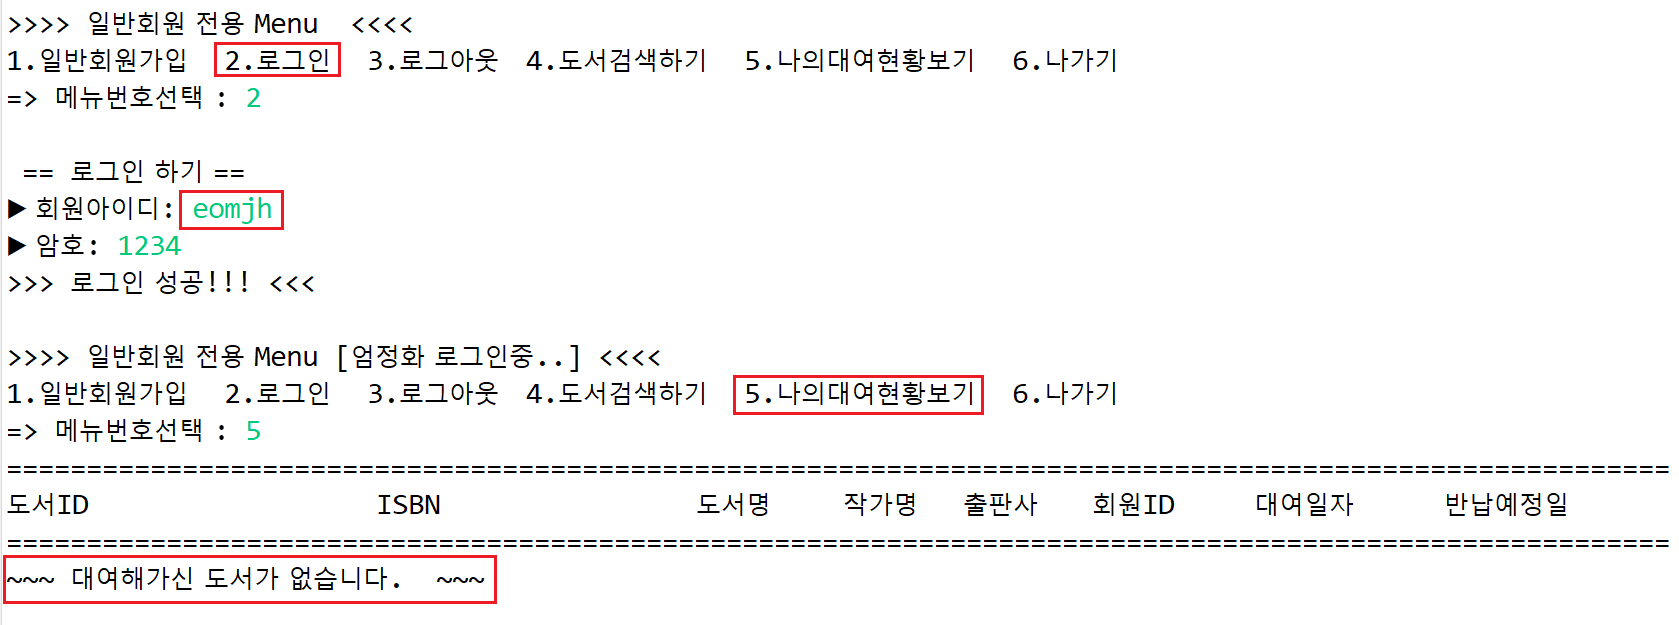 >>>> 일반회원 전용 Menu  <<<<
1.일반회원가입  2.로그인  3.로그아웃  4.도서검색하기  5.나의대여현황보기  6.나가기
=> 메뉴번호선택 : 2
== 로그인 하기 ==
▶ 회원아이디: eomjh
▶ 암호: 1234
>>> 로그인 성공!!! <<<
>>>> 일반회원 전용 Menu [엄정화 로그인중..] <<<<
1.일반회원가입  2.로그인  3.로그아웃  4.도서검색하기  5.나의대여현황보기  6.나가기
=> 메뉴번호선택 : 5
========================================================================================================
도서ID  ISBN  도서명  작가명  출판사  회원ID  대여일자  반납예정일
========================================================================================================
~~~ 대여해가신 도서가 없습니다.  ~~~